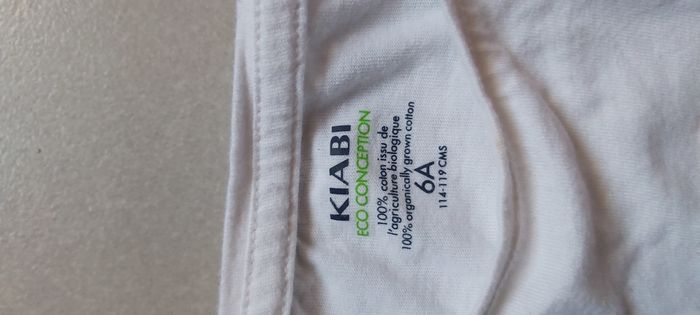 KIABI
ECO CONCEPTION
100% coton issu de
l'agriculture biologique
100% organically grown cotton
6A
114-119 CMS